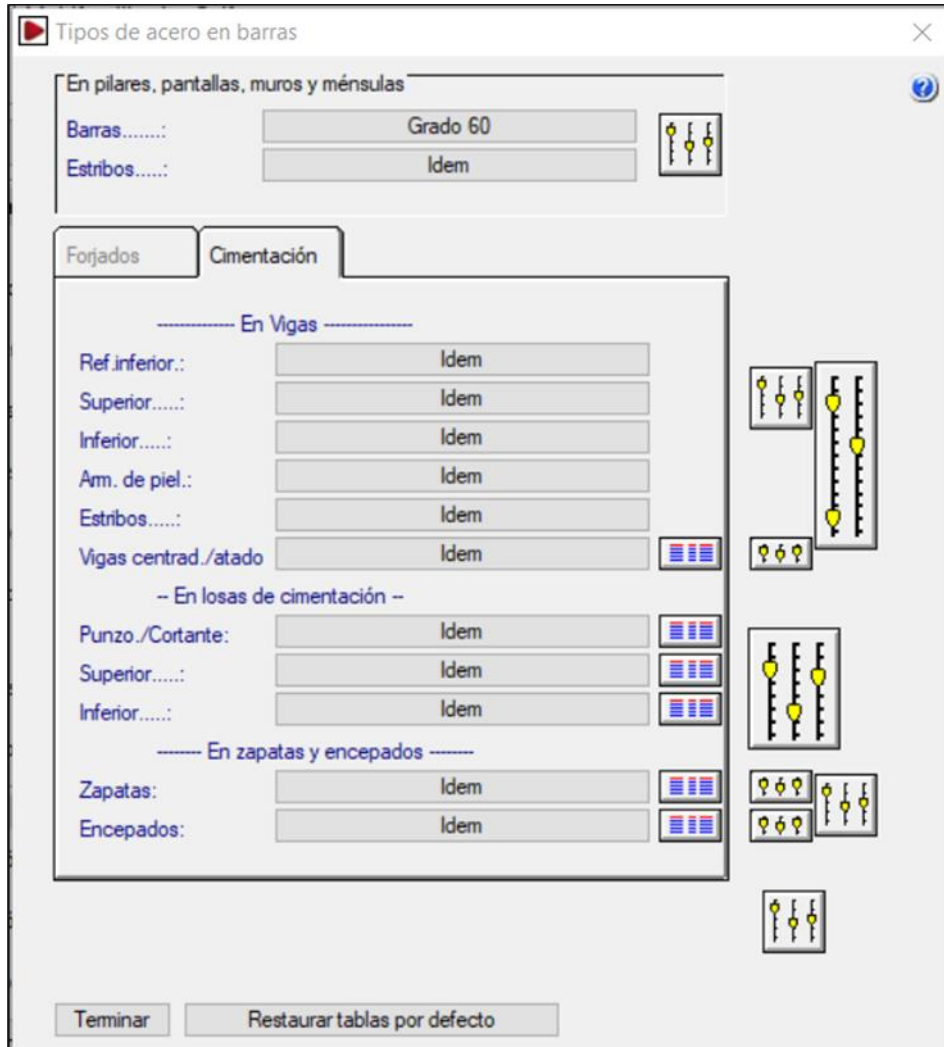 Tipos de acero en barras
En pilares, pantallas, muros y ménsulas
Barras.......: Grado 60
Estribos.....: Idem
Forjados Cimentación
-------------- En Vigas ----------------
Ref.inferior.: Idem
Superior.....: Idem
Inferior.....: Idem
Arm. de piel.: Idem
Estribos.....: Idem
Vigas centrad./atado Idem
-- En losas de cimentación --
Punzo./Cortante: Idem
Superior.....: Idem
Inferior.....: Idem
-------- En zapatas y encepados --------
Zapatas: Idem
Encepados: Idem
Terminar Restaurar tablas por defecto